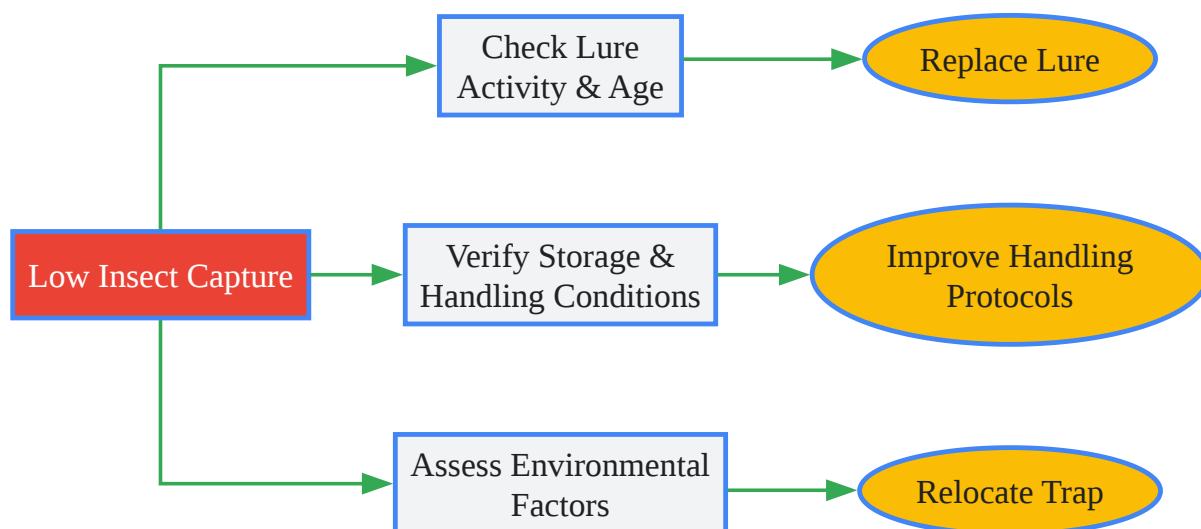 Check Lure
Activity & Age
Replace Lure
Low Insect Capture
Verify Storage &
Handling Conditions
Improve Handling
Protocols
Assess Environmental
Factors
Relocate Trap